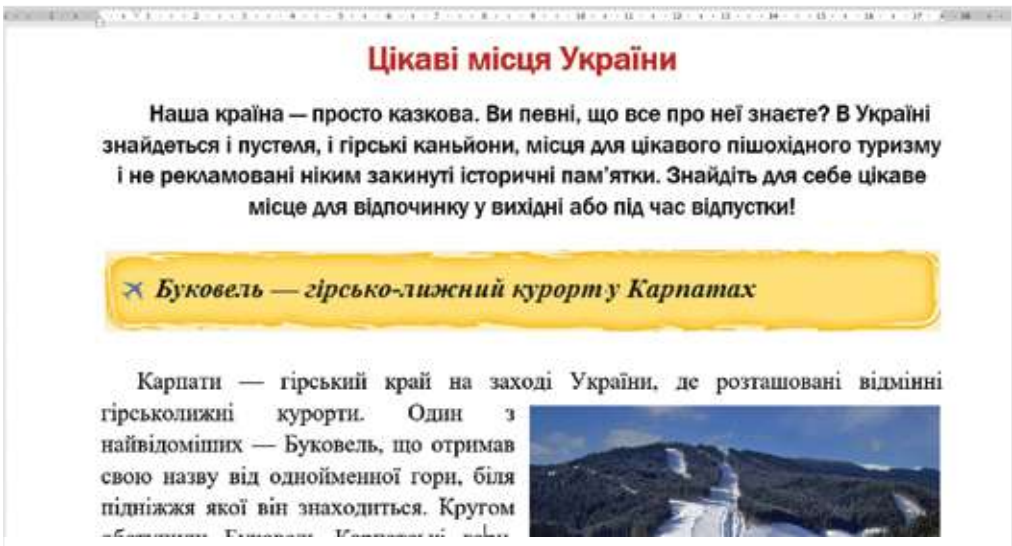 Цікаві місця України
Наша країна — просто казкова. Ви певні, що все про неї знаєте? В Україні
знайдеться і пустеля, і гірські каньйони, місця для цікавого пішохідного туризму
і не рекламовані ніким закинуті історичні пам'ятки. Знайдіть для себе цікаве
місце для відпочинку у вихідні або під час відпустки!
Буковель — гірсько-лижний курорт у Карпатах
Карпати — гірський край на заході України, де розташовані відмінні
гірськолижні курорти. Один з
найвідоміших — Буковель, що отримав
свою назву від однойменної гори, біля
підніжжя якої він знаходиться. Кругом